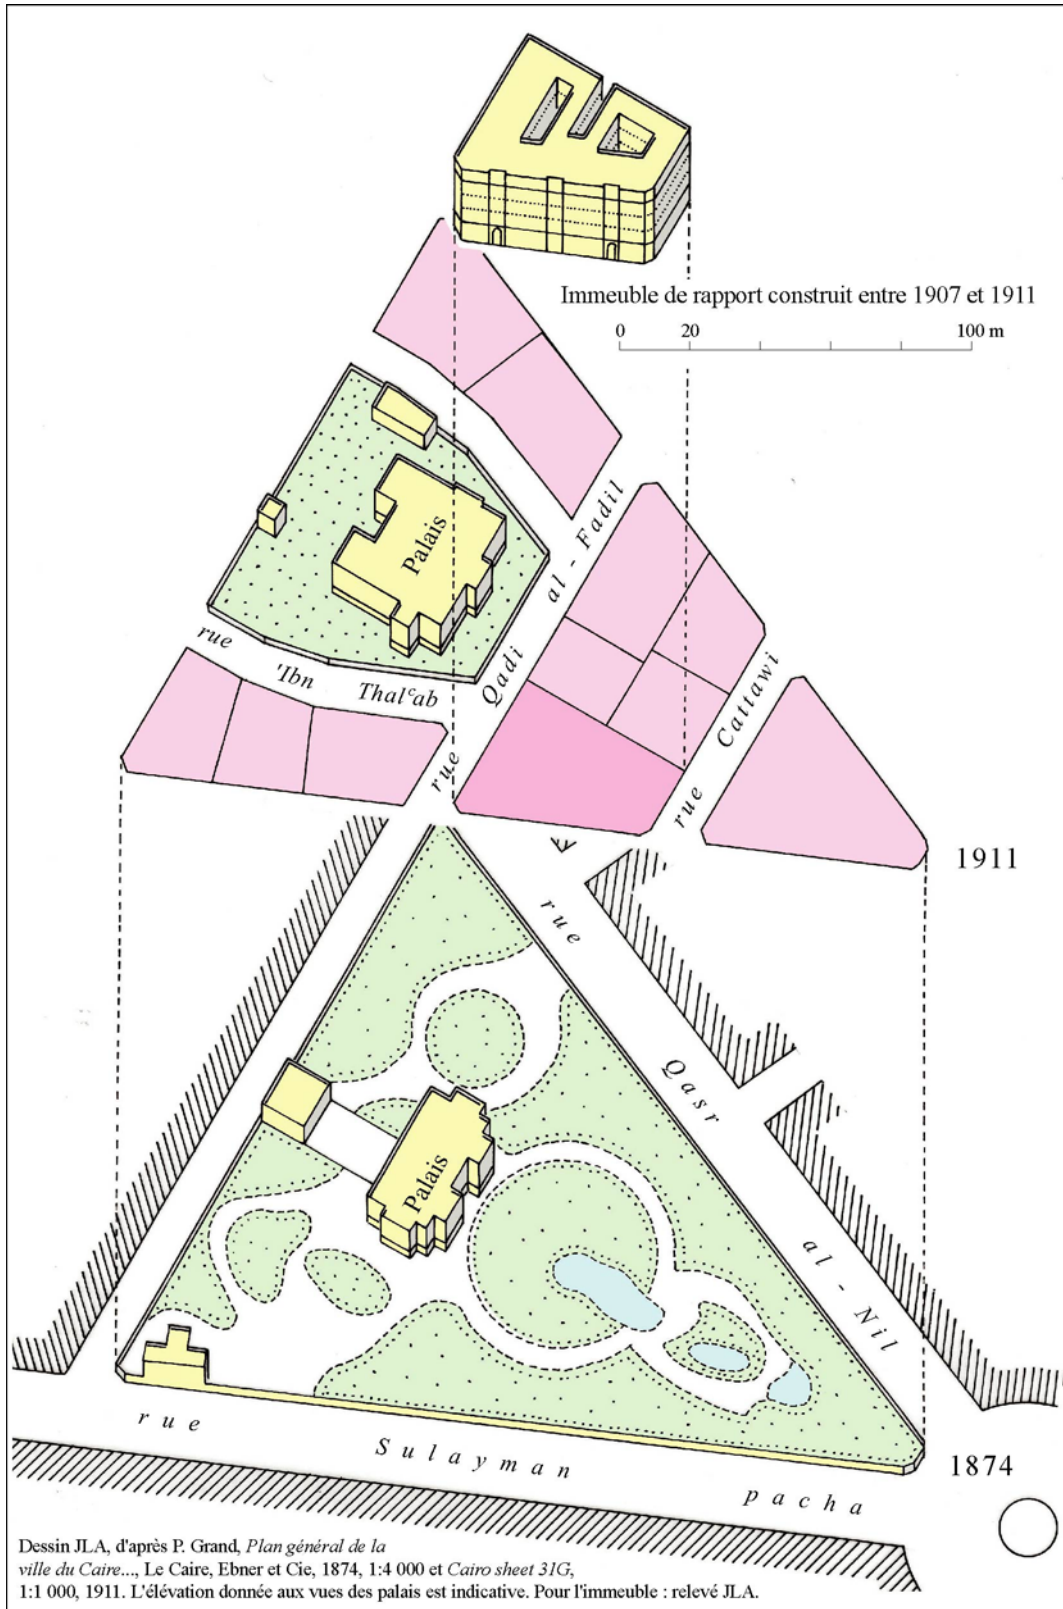 Immeuble de rapport construit entre 1907 et 1911
0 20 100 m
Palais
rue Qadi al - Fadil
rue 'Ibn Thalᶜab
rue Cattawi
1911
rue Qasr al - Nil
Palais
1874
rue Sulayman pacha
Dessin JLA, d'après P. Grand, Plan général de la
ville du Caire..., Le Caire, Ebner et Cie, 1874, 1:4 000 et Cairo sheet 31G,
1:1 000, 1911. L'élévation donnée aux vues des palais est indicative. Pour l'immeuble : relevé JLA.